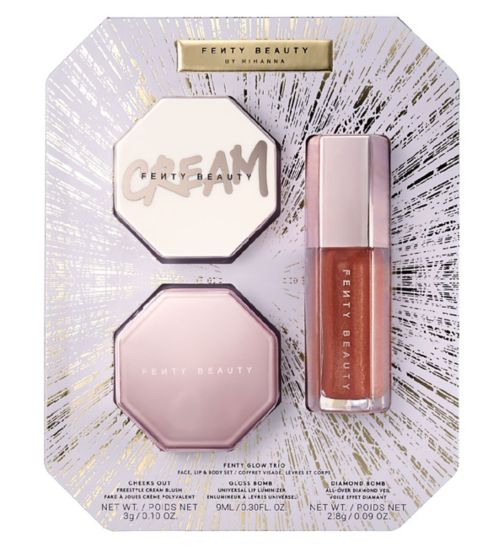 FENTY BEAUTY
BY RIHANNA
CREAM
FENTY BEAUTY
FENTY BEAUTY
FENTY BEAUTY
FENTY GLOW TRIO
FACE, LIP & BODY SET / COFFRET VISAGE, LÈVRES ET CORPS
CHEEKS OUT
FREESTYLE CREAM BLUSH
FARD À JOUES CRÈME POLYVALENT
NET WT. / POIDS NET
3g/0.10 OZ.
GLOSS BOMB
UNIVERSAL LIP LUMINIZER
ENLUMINEUR À LÈVRES UNIVERSEL
9ML/0.30FL. OZ.
DIAMOND BOMB
ALL-OVER DIAMOND VEIL
VOILE EFFET DIAMANT
NET WT. / POIDS NET
2.8g/0.09 OZ.